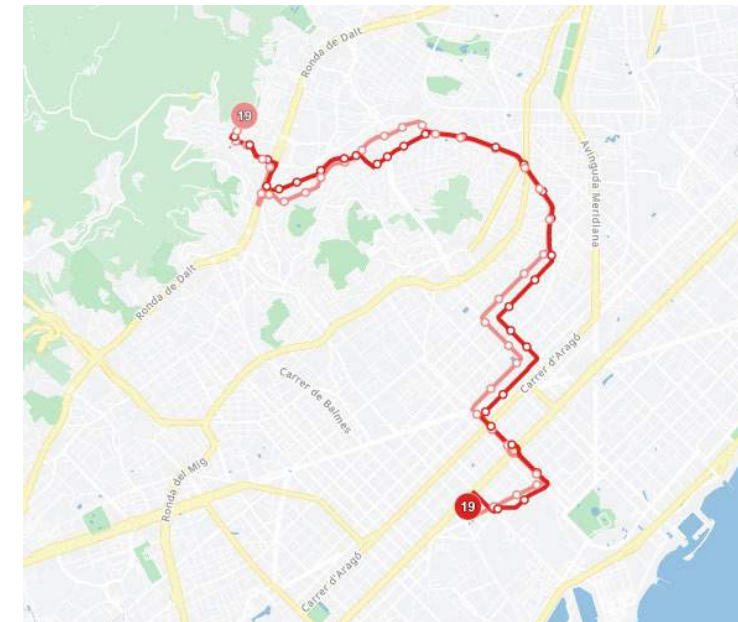 Ronda de Dalt
19
Avinguda Meridiana
Ronda de Dalt
Carrer d'Aragó
Carrer de Balmes
Ronda del Mig
19
Carrer d'Aragó